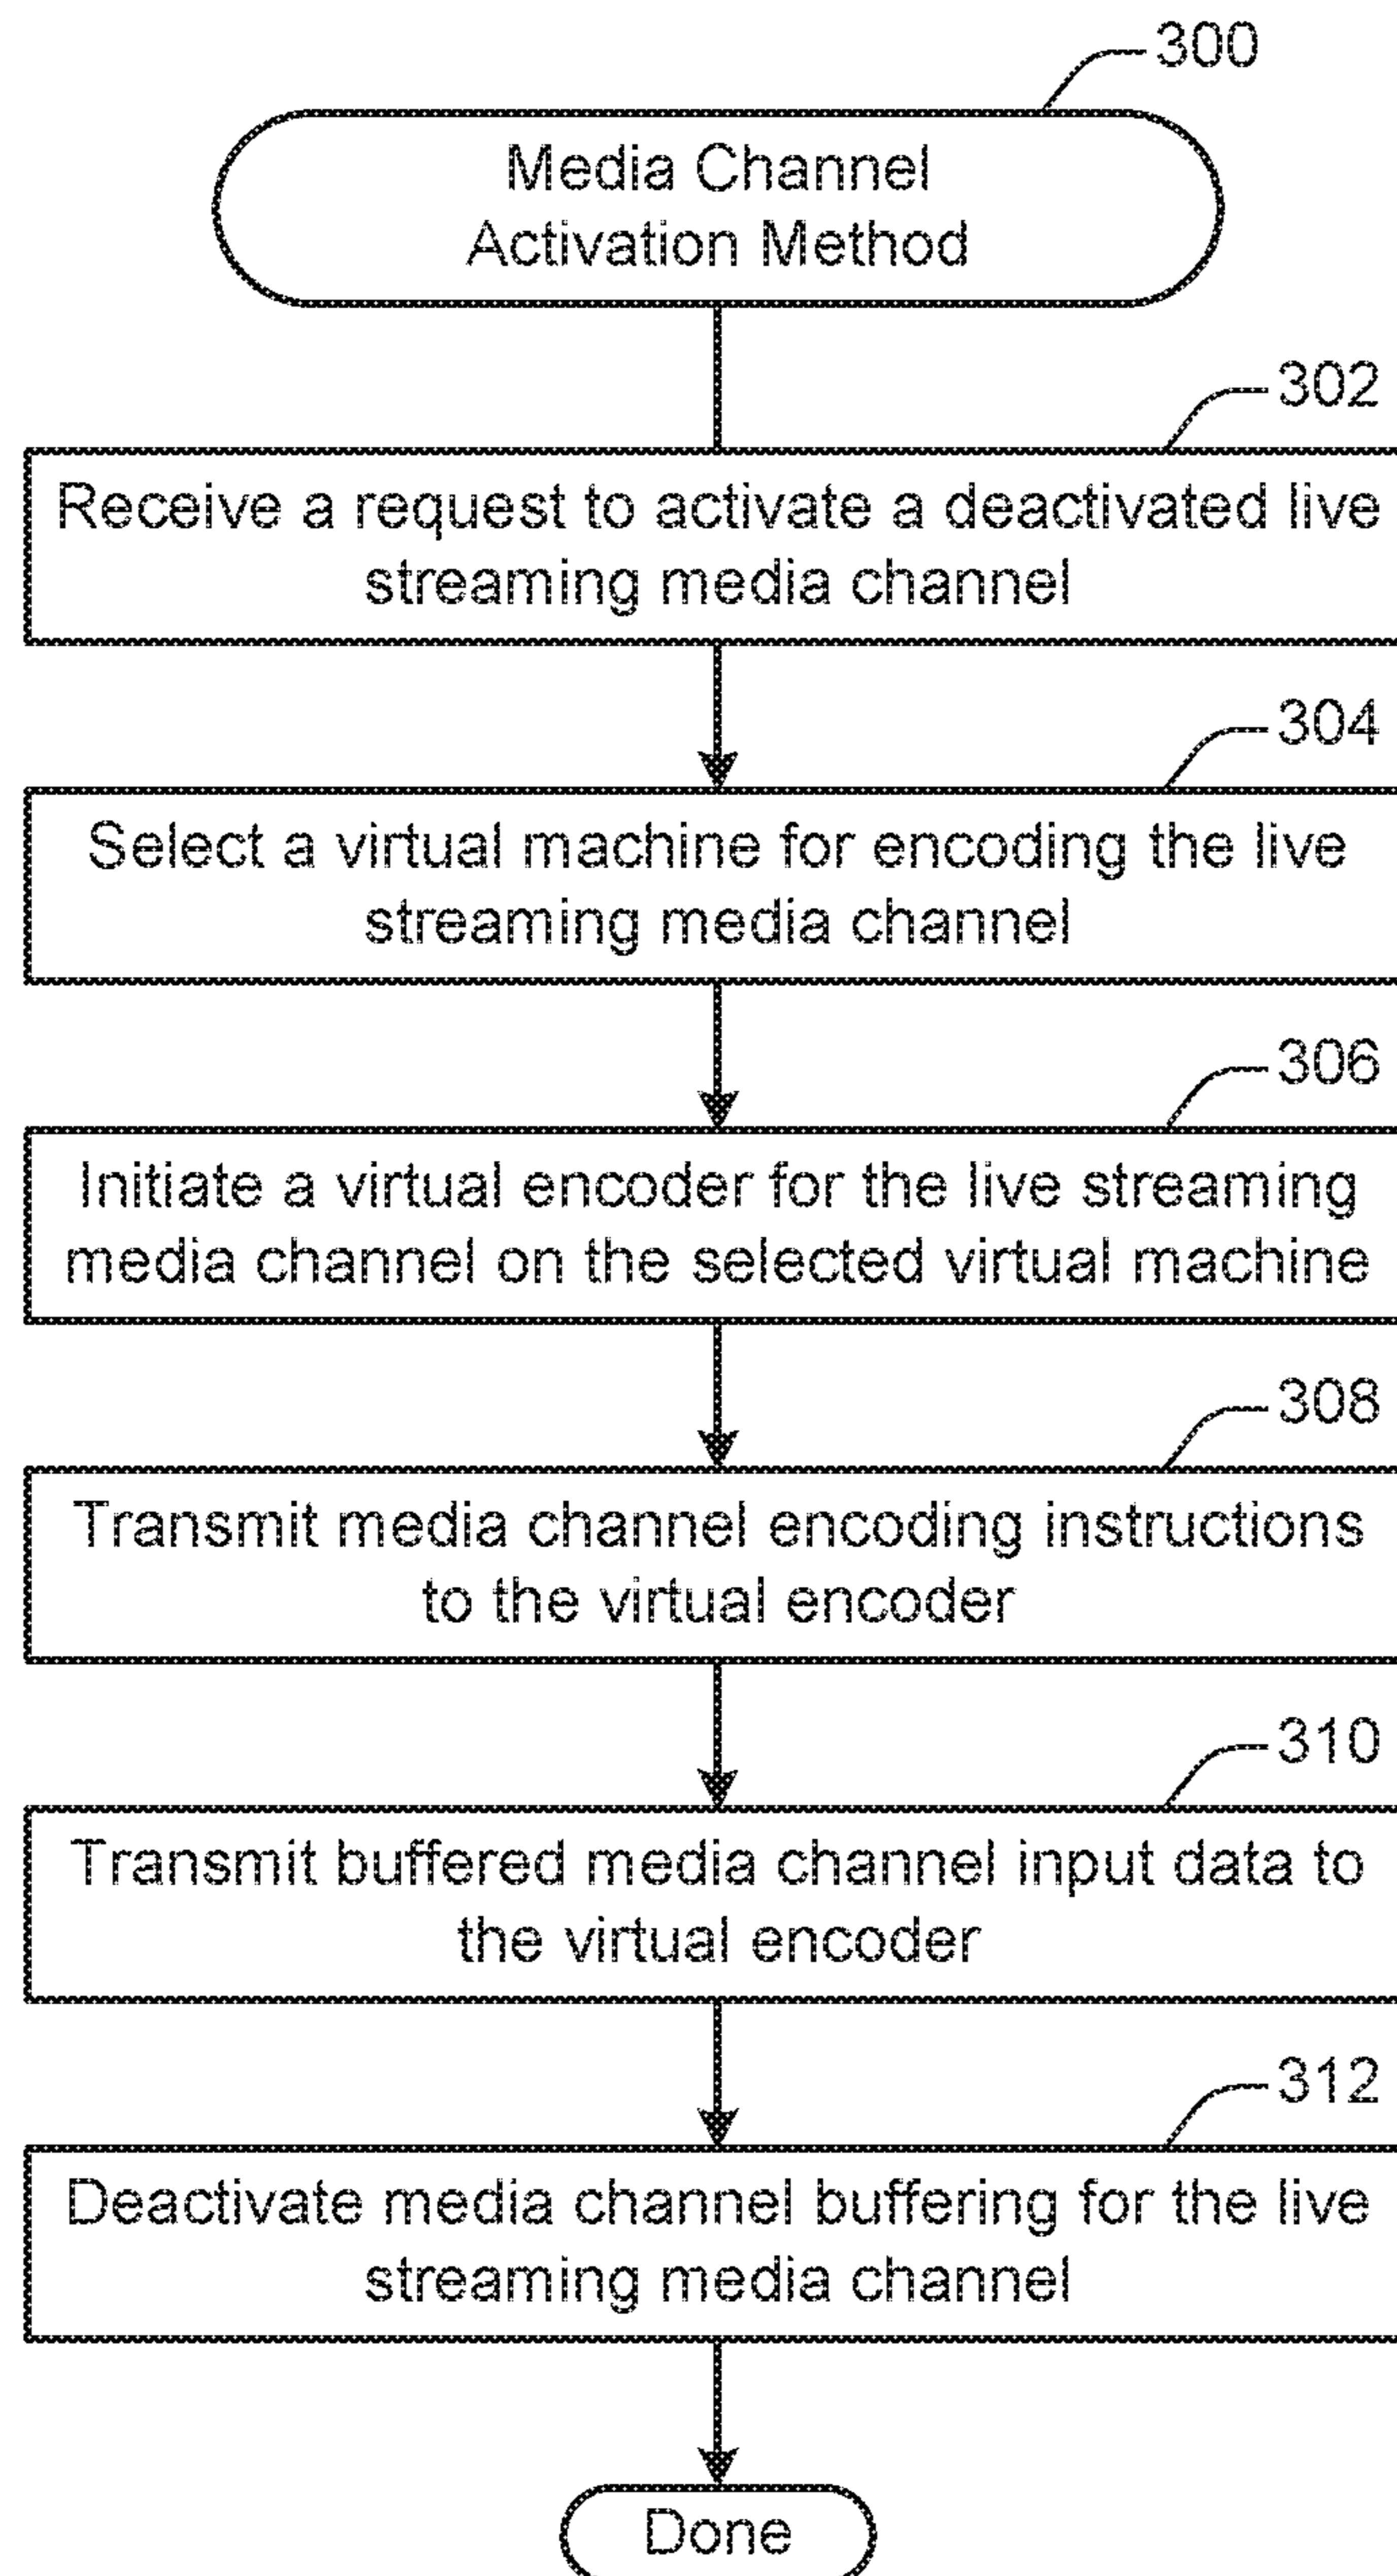 300
Media Channel
Activation Method
302
Receive a request to activate a deactivated live
streaming media channel
304
Select a virtual machine for encoding the live
streaming media channel
306
Initiate a virtual encoder for the live streaming
media channel on the selected virtual machine
308
Transmit media channel encoding instructions
to the virtual encoder
310
Transmit buffered media channel input data to
the virtual encoder
312
Deactivate media channel buffering for the live
streaming media channel
Done